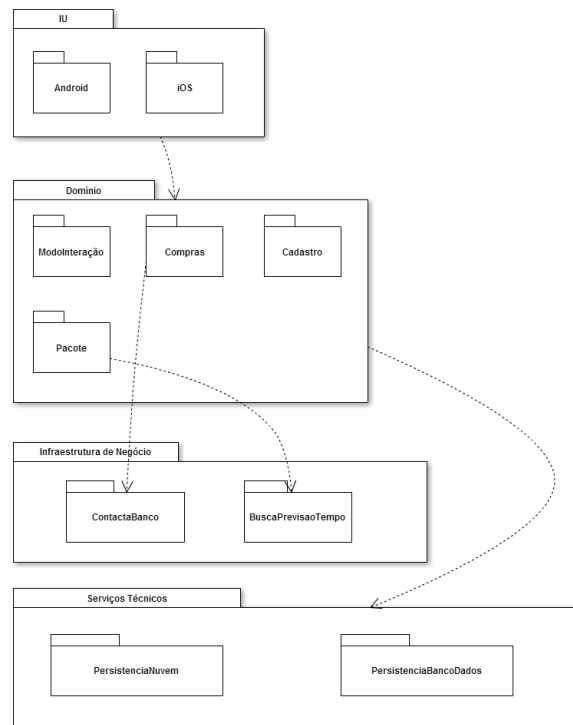 IU
Android
iOS
Domínio
ModoInteração
Compras
Cadastro
Pacote
Infraestrutura de Negócio
ContactaBanco
BuscaPrevisaoTempo
Serviços Técnicos
PersistenciaNuvem
PersistenciaBancoDados